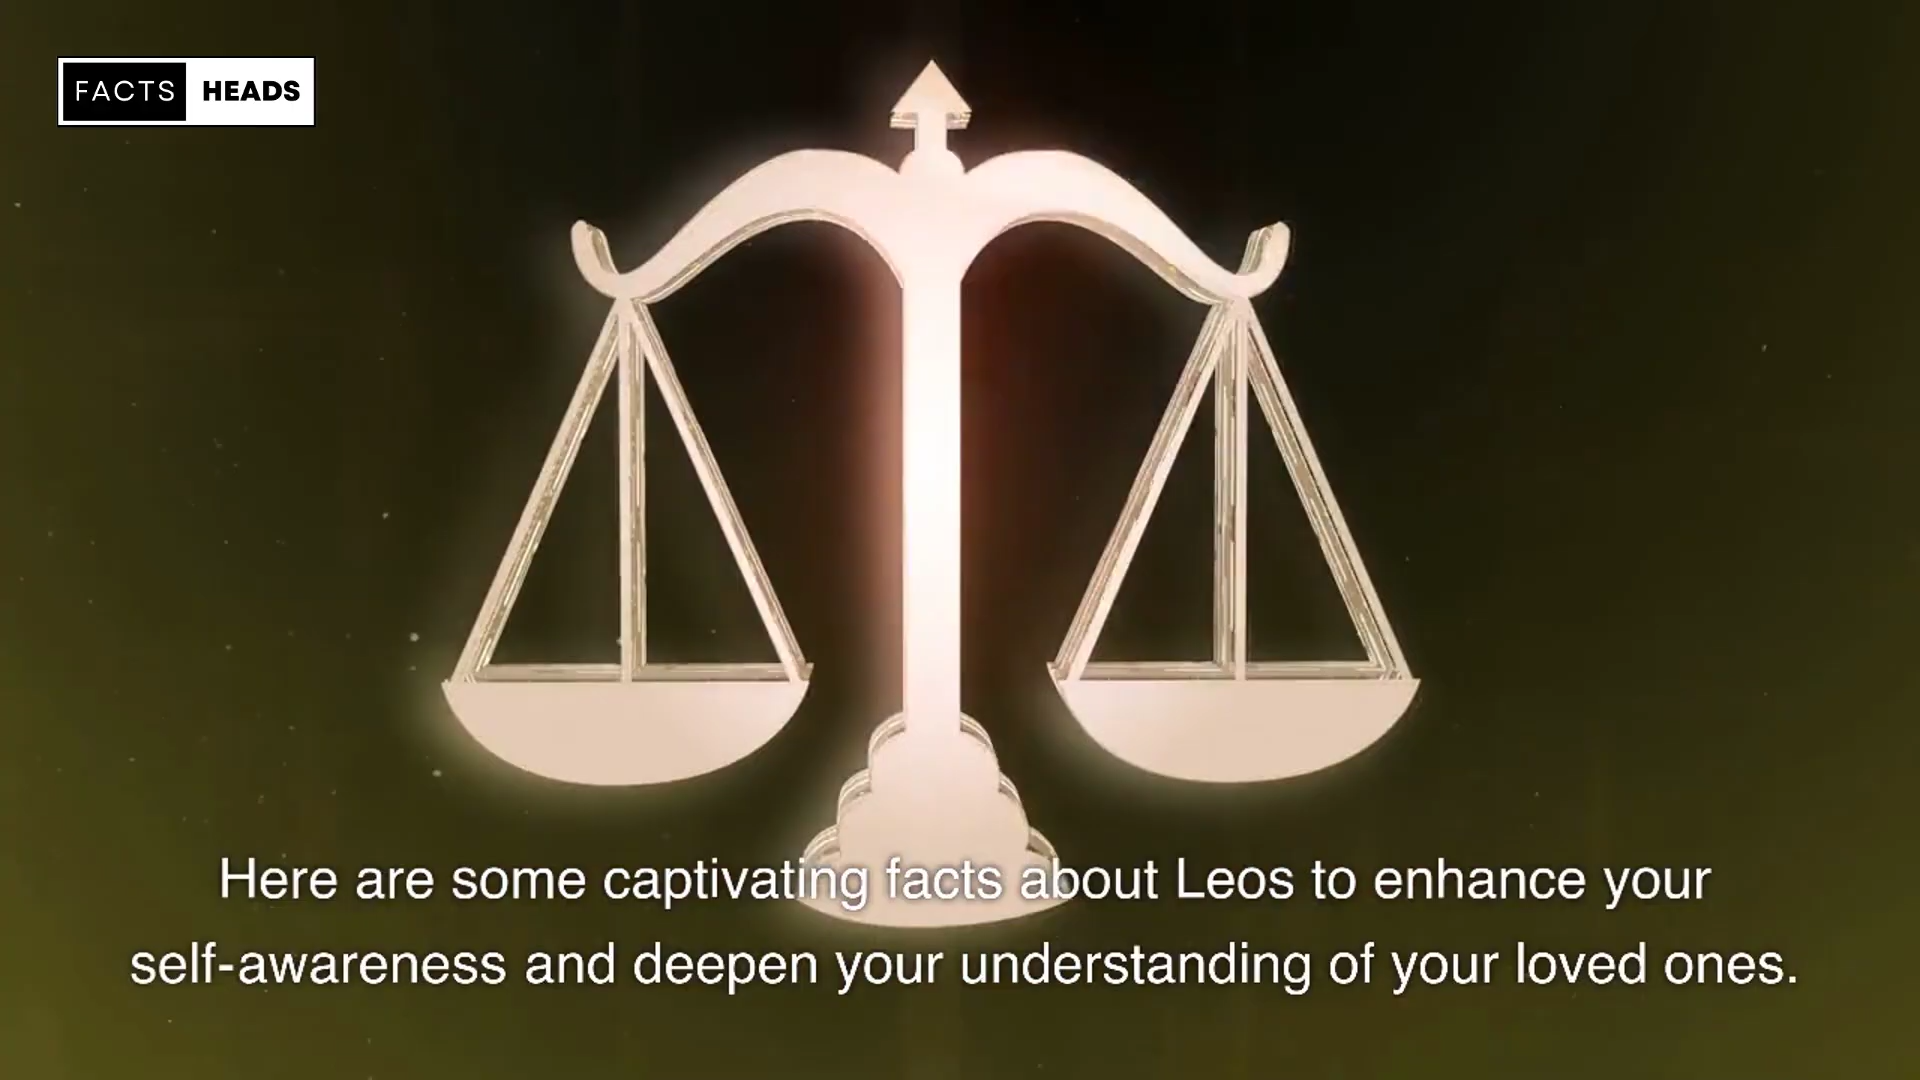 FACTS HEADS
Here are some captivating facts about Leos to enhance your
self-awareness and deepen your understanding of your loved ones.